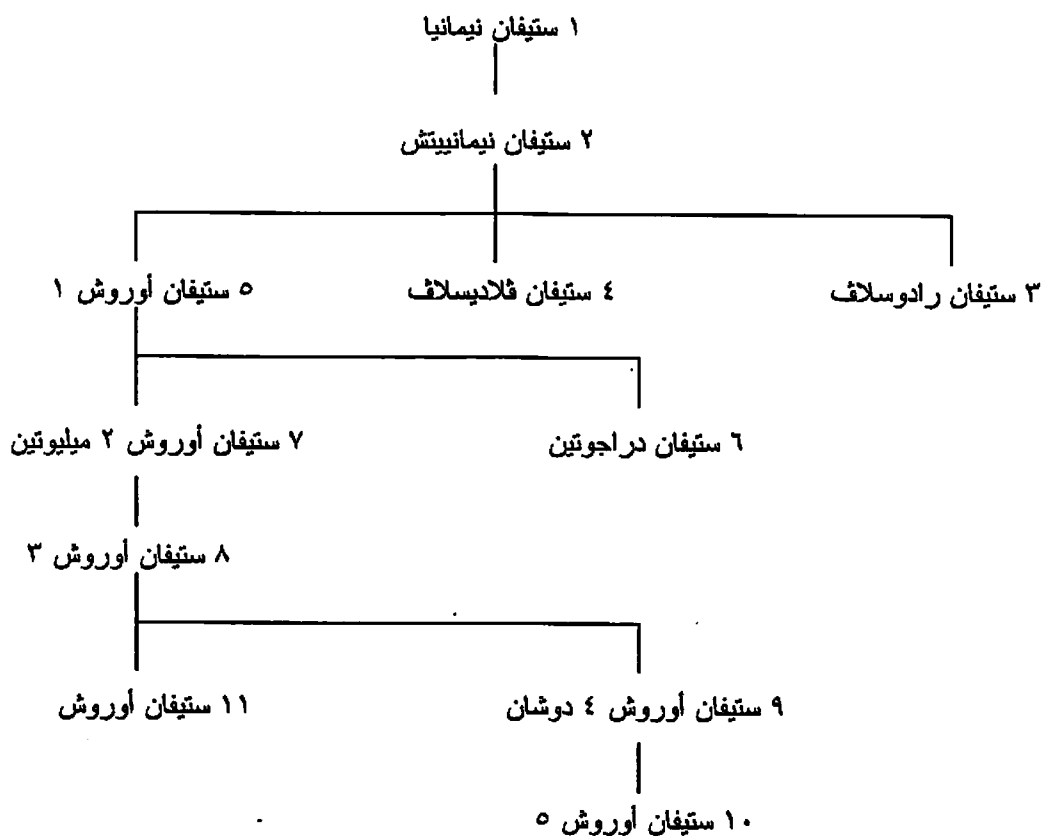 ١ ستيفان نيمانيا
٢ ستيفان نيمانييتش
٣ ستيفان رادوسلاڤ
٤ ستيفان ڤلاديسلاڤ
٥ ستيفان أوروش ١
٦ ستيفان دراجوتين
٧ ستيفان أوروش ٢ ميليوتين
٨ ستيفان أوروش ٣
٩ ستيفان أوروش 4 دوشان
١١ ستيفان أوروش
١٠ ستيفان أوروش ٥